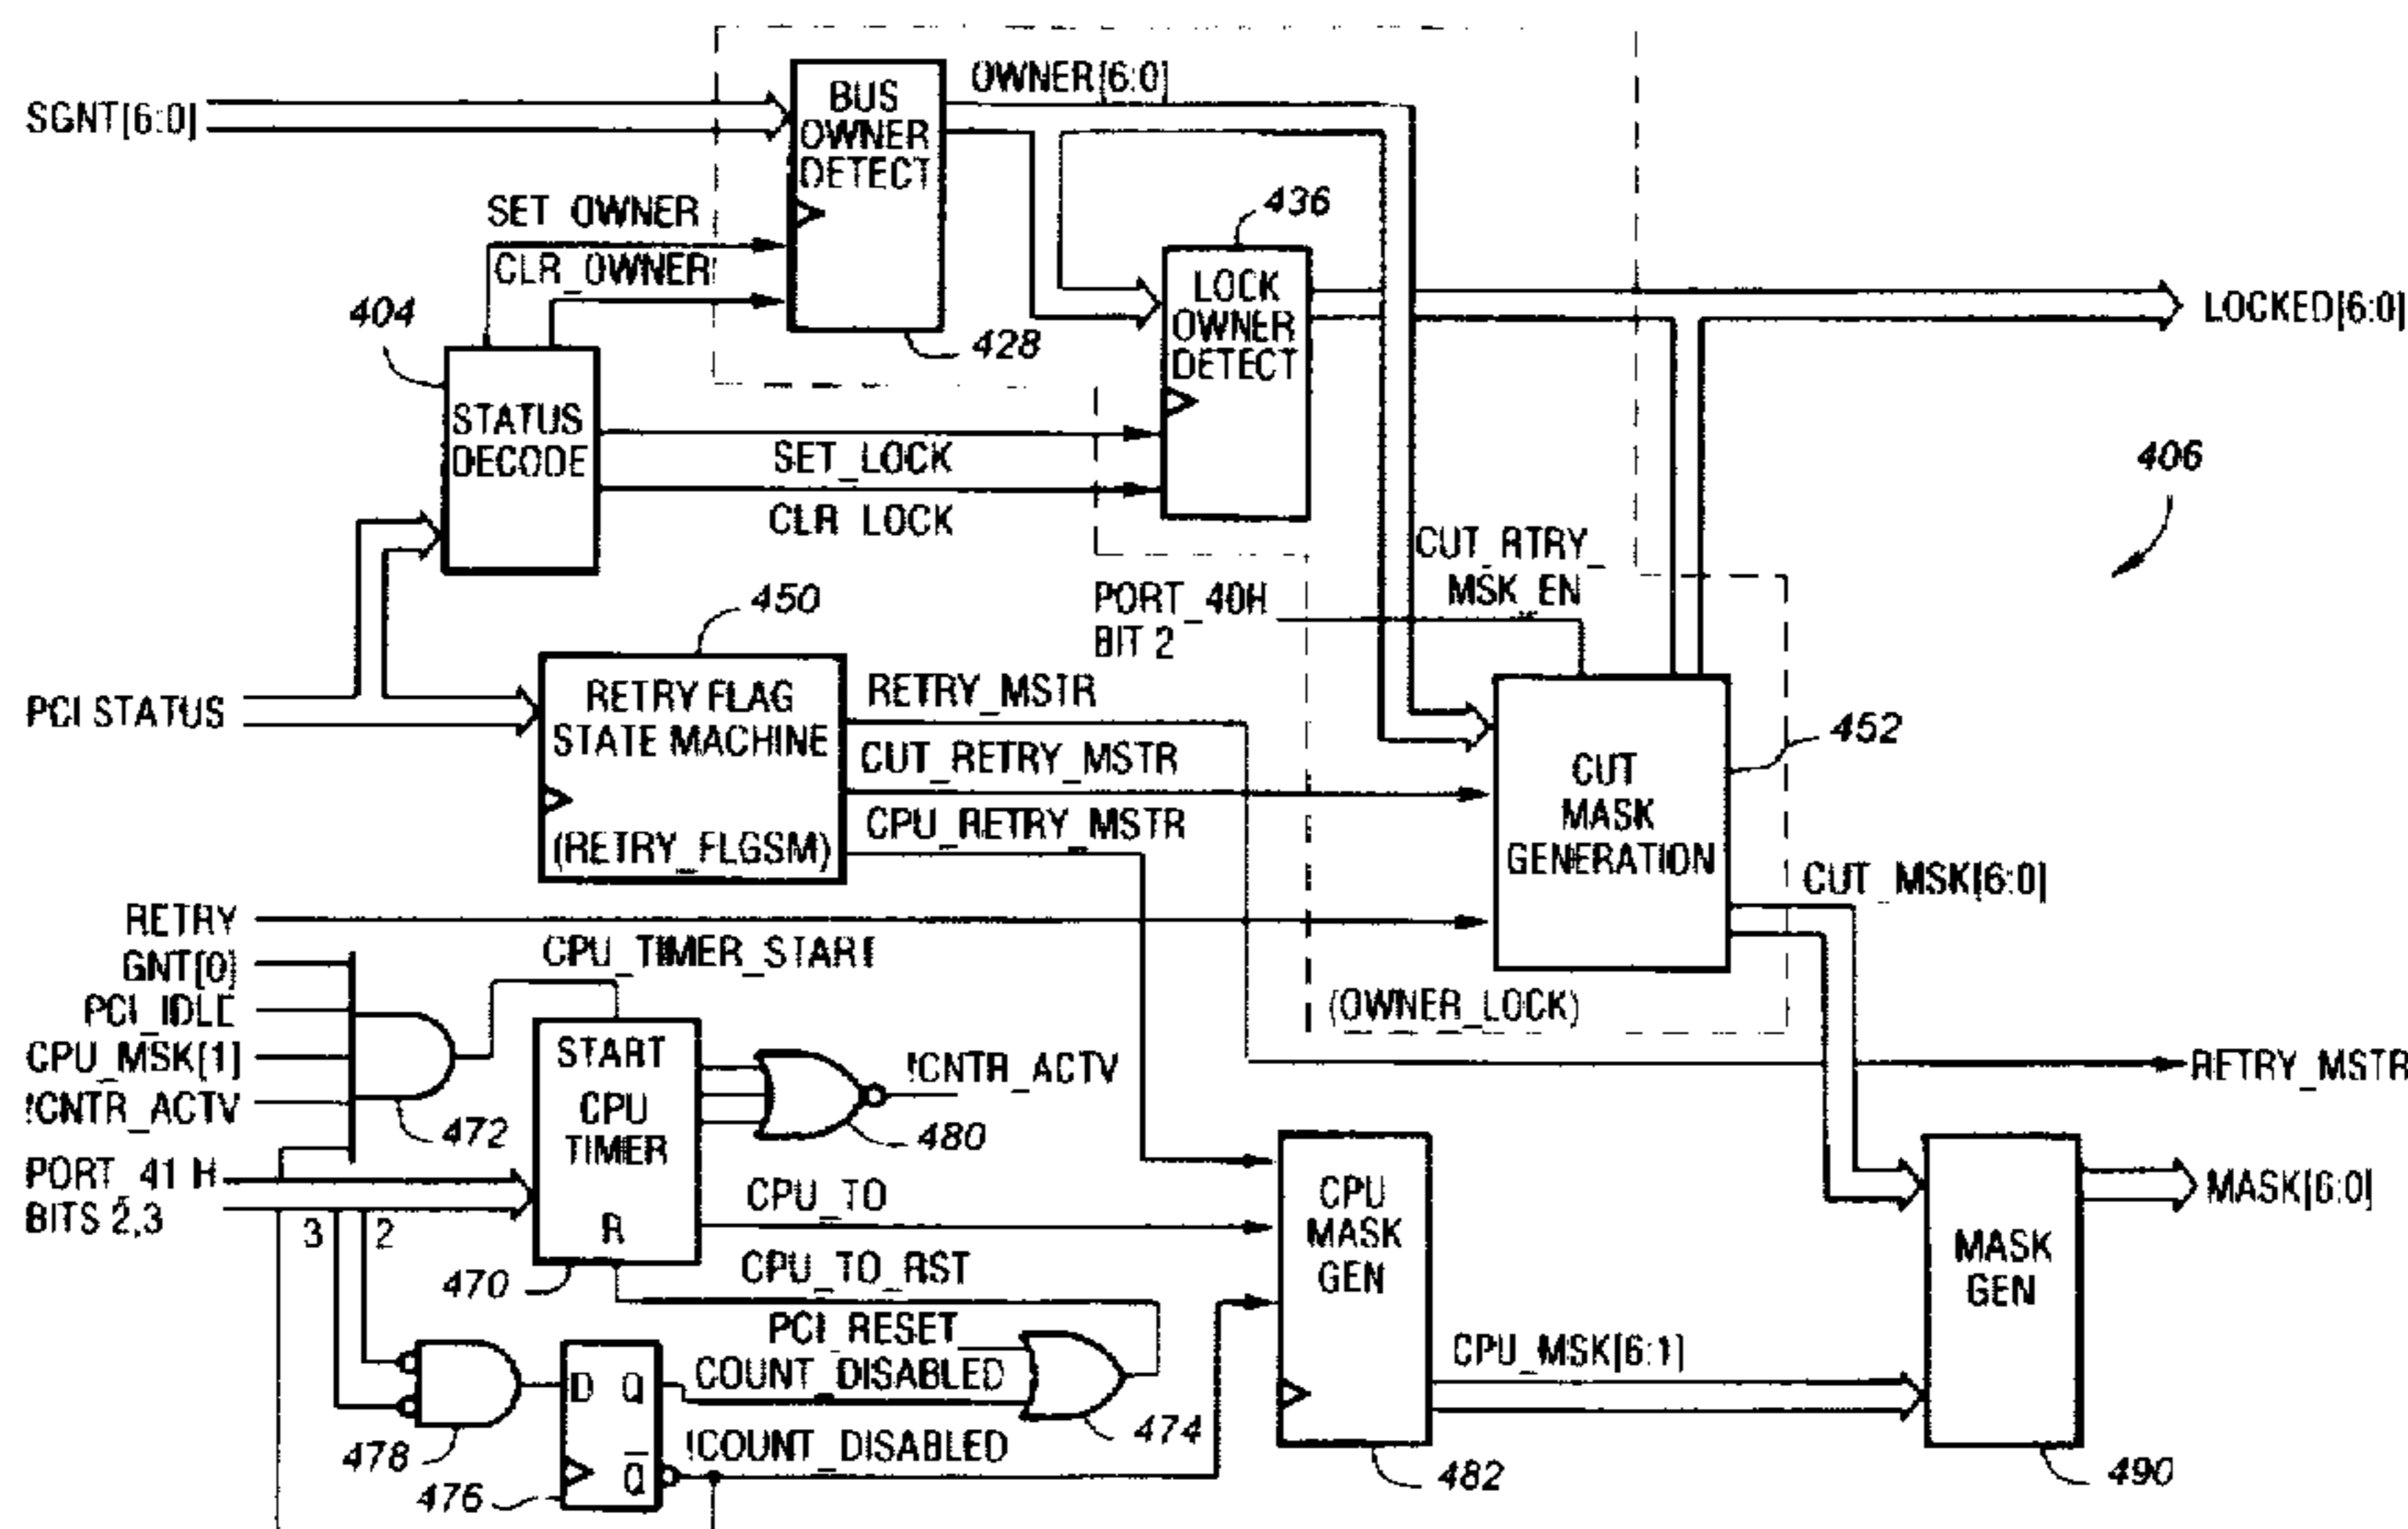 SGNT[6:0]
BUS
OWNER
DETECT
OWNER[6:0]
SET OWNER
CLR_OWNER
428
436
LOCK
OWNER
DETECT
LOCKED[6:0]
404
STATUS
DECODE
SET_LOCK
CLR LOCK
406
CUT_RTRY_
MSK_EN
PORT_40H
BIT 2
450
PCI STATUS
RETRY FLAG
STATE MACHINE
(RETRY_FLGSM)
RETRY_MSTR
CUT_RETRY_MSTR
CPU_RETRY_MSTR
CUT
MASK
GENERATION
452
CUT_MSK[6:0]
(OWNER_LOCK)
RETRY
GNT[0]
PCI_IDLE
CPU_MSK[1]
!CNTR_ACTV
472
CPU_TIMER_START
START
CPU
TIMER
R
470
!CNTR_ACTV
480
RETRY_MSTR
PORT_41 H
BITS 2,3
3
2
CPU_TO
CPU_TO_RST
PCI_RESET
COUNT_DISABLED
!COUNT_DISABLED
474
478
D Q
Q
476
CPU
MASK
GEN
482
CPU_MSK[6:1]
MASK
GEN
490
MASK[6:0]